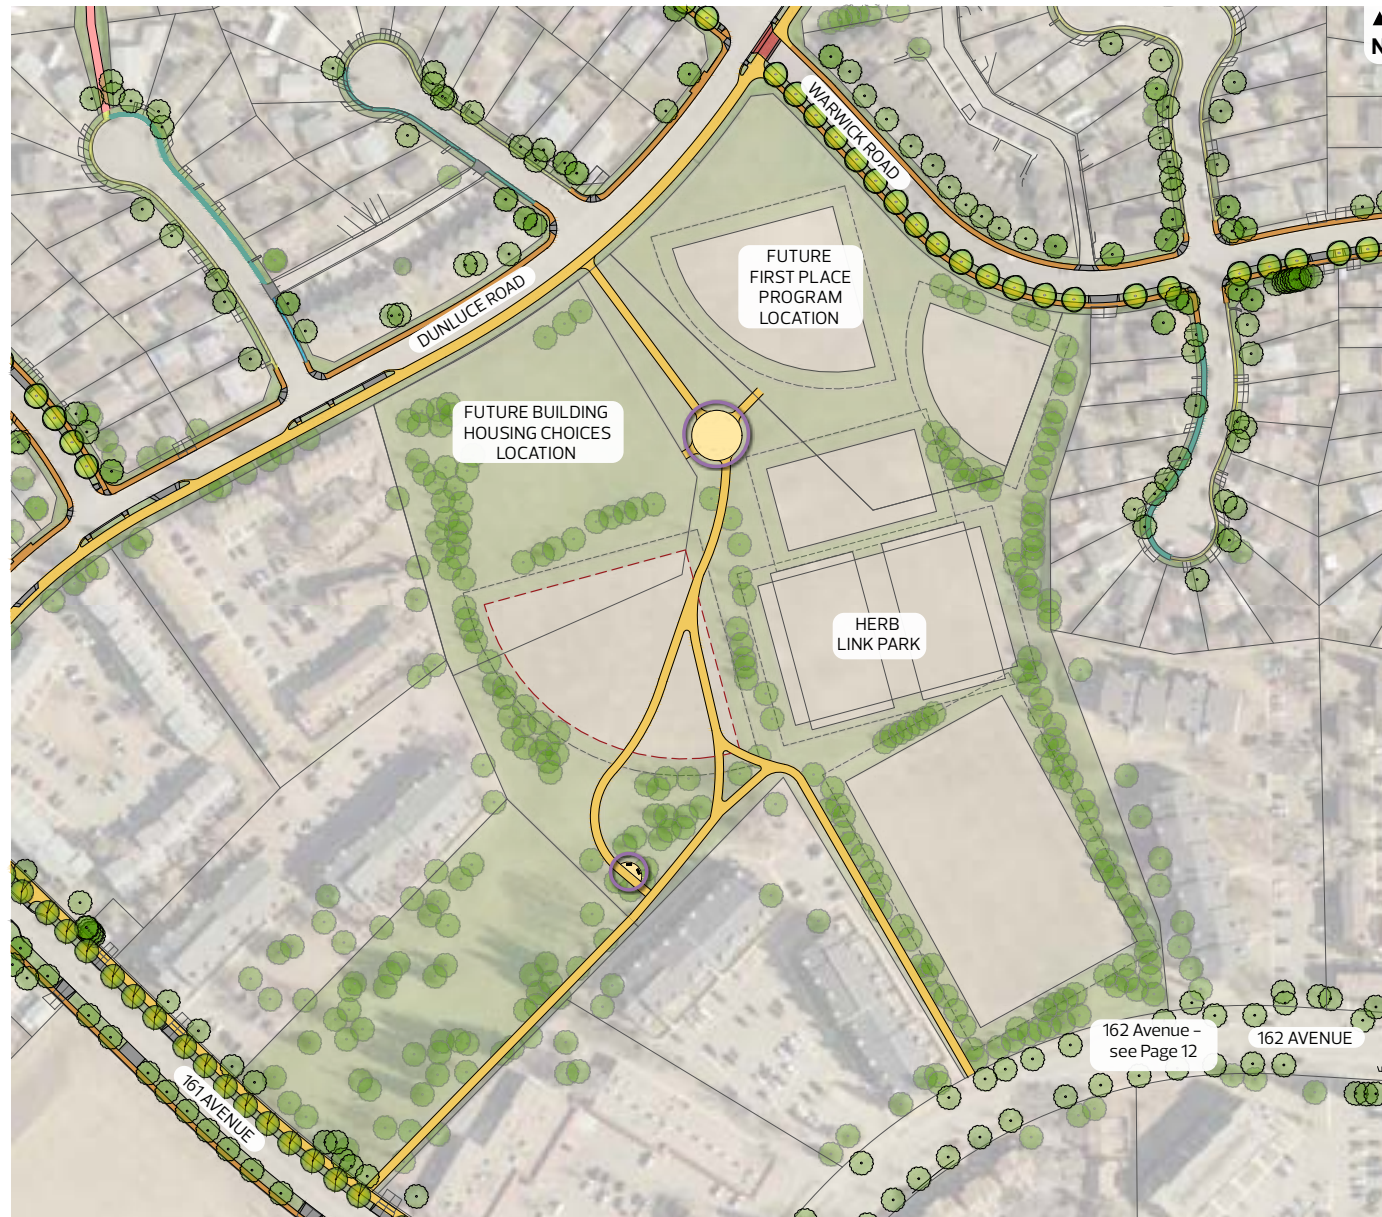 N
WARWICK ROAD
FUTURE
FIRST PLACE
PROGRAM
LOCATION
DUNLUCE ROAD
FUTURE BUILDING
HOUSING CHOICES
LOCATION
HERB
LINK PARK
162 Avenue -
see Page 12
162 AVENUE
161 AVENUE